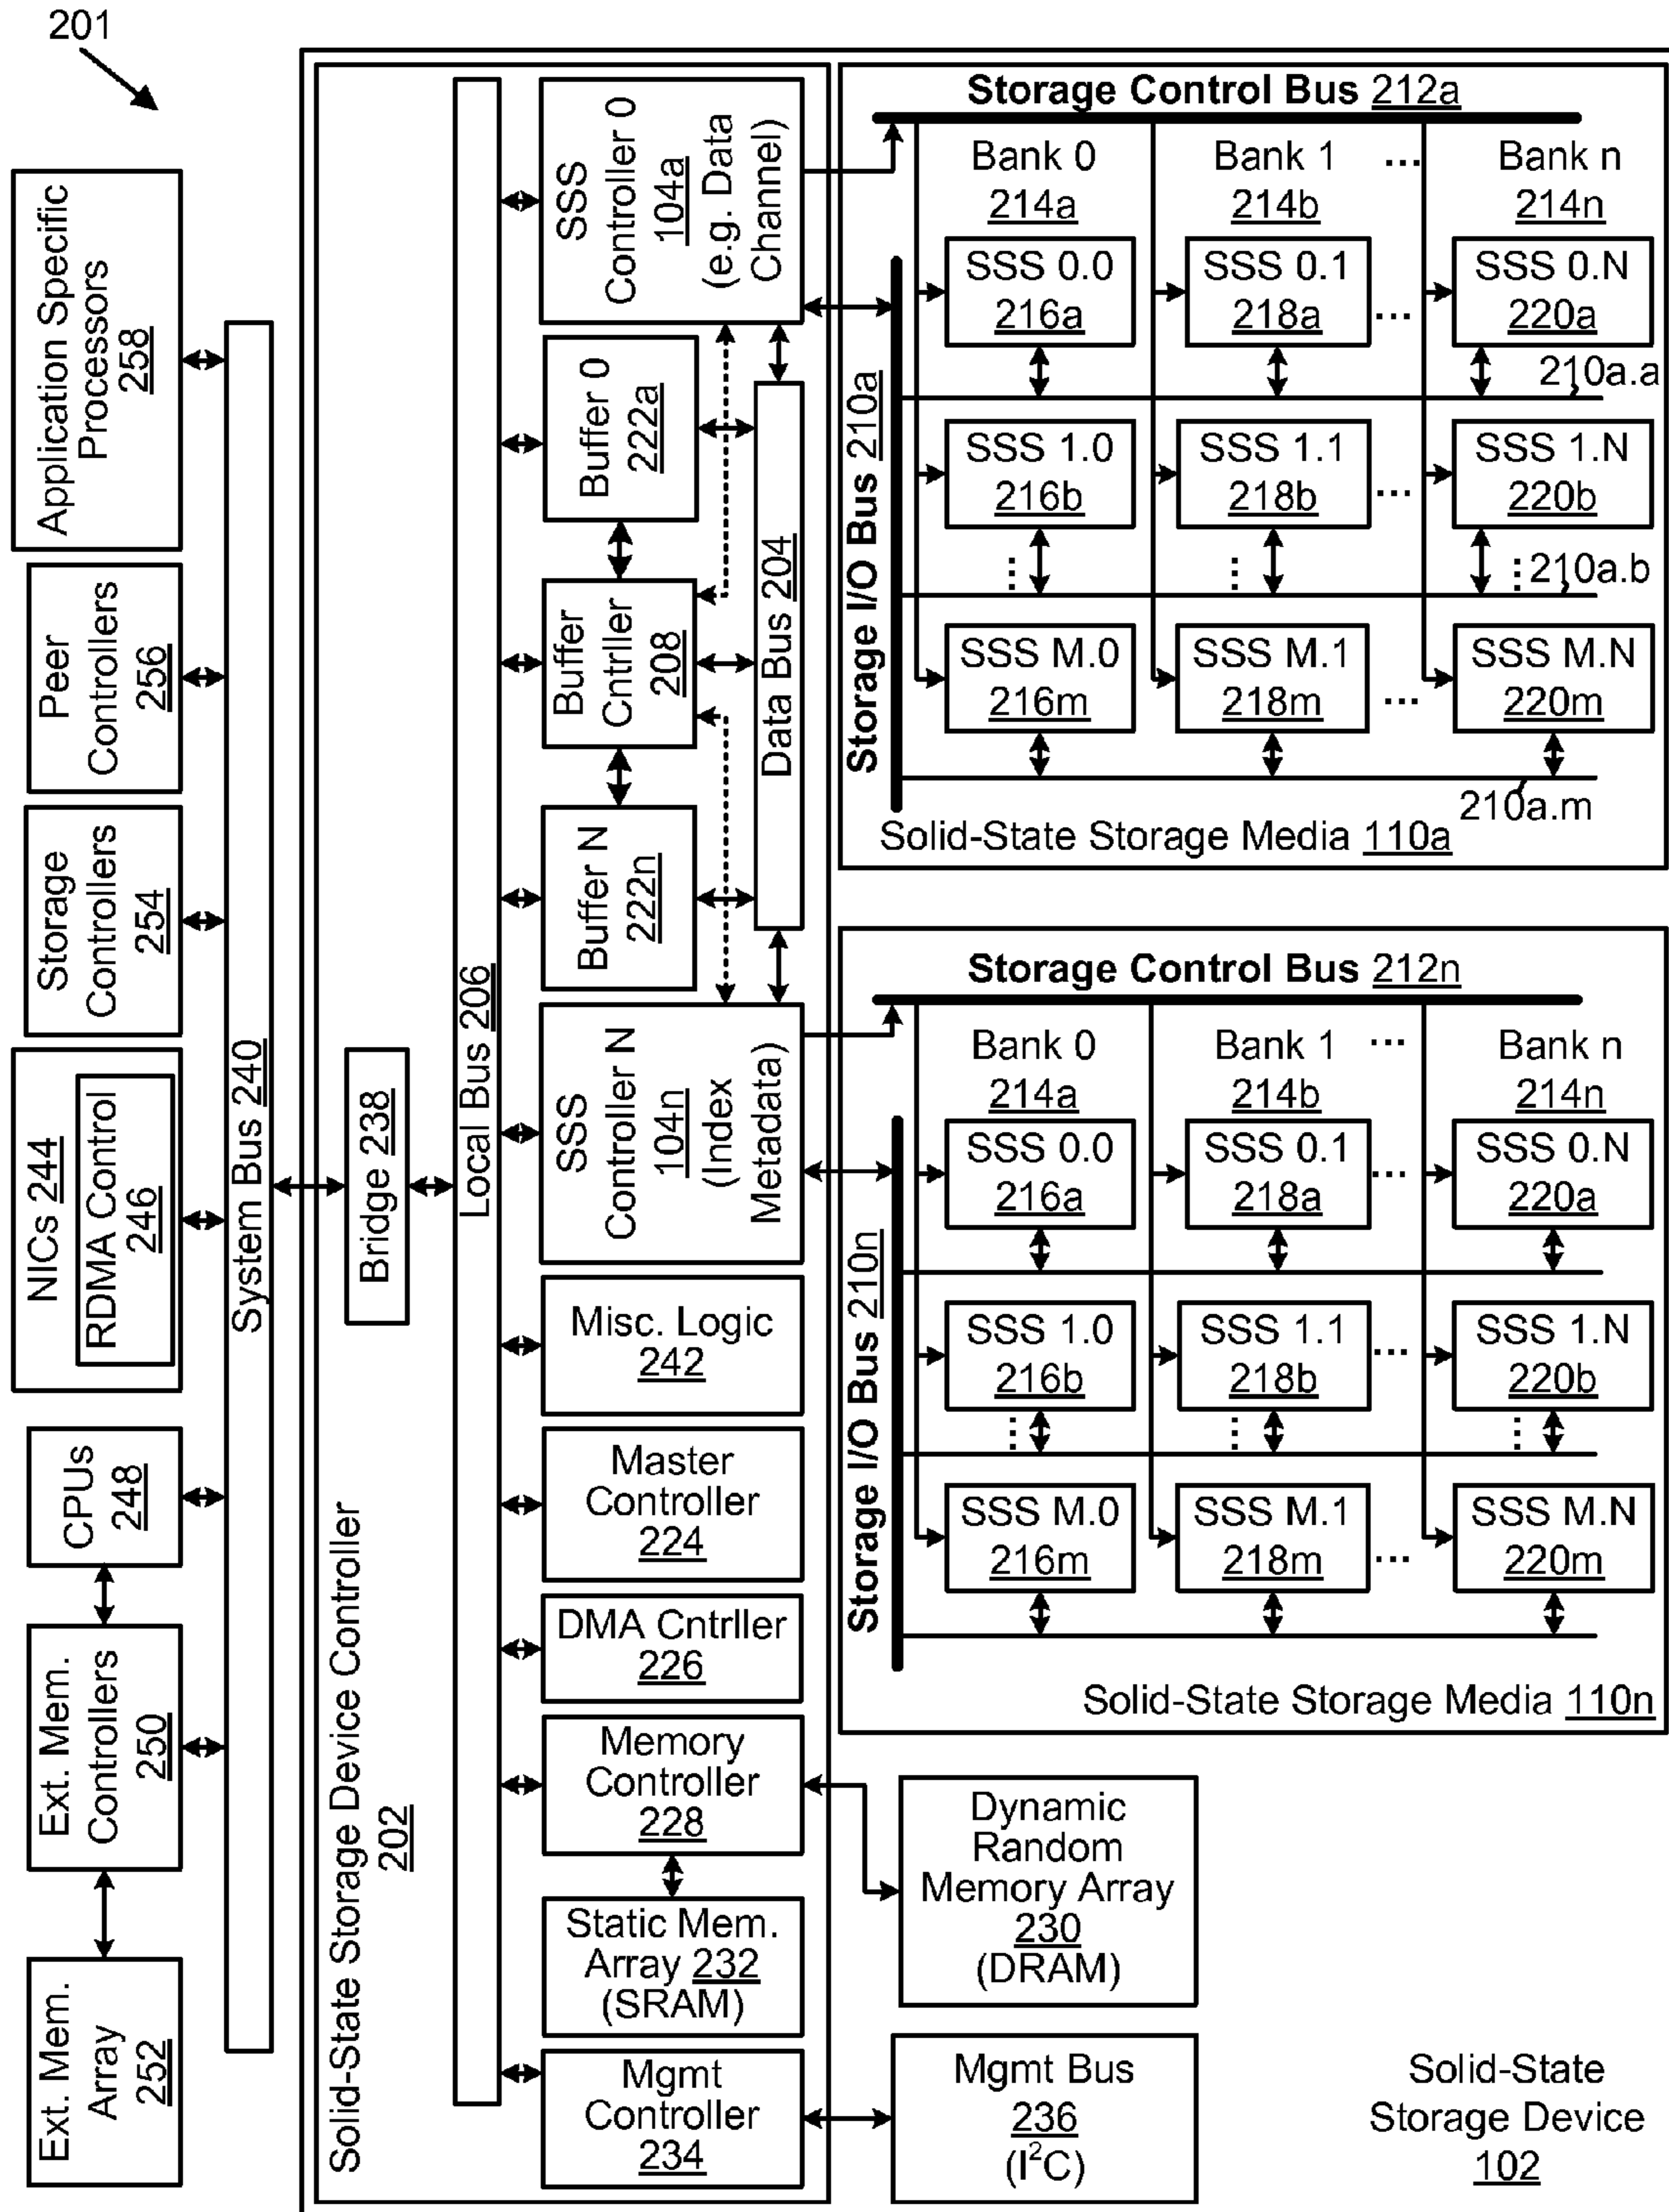 201
Application Specific
Processors
258
Peer
Controllers
256
Storage
Controllers
254
NICs 244
RDMA Control
246
CPUs
248
Ext. Mem.
Controllers
250
Ext. Mem.
Array
252
System Bus 240
Solid-State Storage Device Controller
202
Bridge 238
Local Bus 206
SSS
Controller 0
104a
(e.g. Data
Channel)
Buffer 0
222a
Buffer
Cntrller
208
Buffer N
222n
Data Bus 204
SSS
Controller N
104n
(Index
Metadata)
Misc. Logic
242
Master
Controller
224
DMA Cntrller
226
Memory
Controller
228
Static Mem.
Array 232
(SRAM)
Mgmt
Controller
234
Storage Control Bus 212a
Bank 0
214a
Bank 1
214b
...
Bank n
214n
Storage I/O Bus 210a
SSS 0.0
216a
SSS 0.1
218a
...
SSS 0.N
220a
210a.a
SSS 1.0
216b
SSS 1.1
218b
...
SSS 1.N
220b
...
...
...
210a.b
SSS M.0
216m
SSS M.1
218m
...
SSS M.N
220m
210a.m
Solid-State Storage Media 110a
Storage Control Bus 212n
Bank 0
214a
Bank 1
214b
...
Bank n
214n
Storage I/O Bus 210n
SSS 0.0
216a
SSS 0.1
218a
...
SSS 0.N
220a
SSS 1.0
216b
SSS 1.1
218b
...
SSS 1.N
220b
...
...
...
SSS M.0
216m
SSS M.1
218m
...
SSS M.N
220m
Solid-State Storage Media 110n
Dynamic
Random
Memory Array
230
(DRAM)
Mgmt Bus
236
(I²C)
Solid-State
Storage Device
102